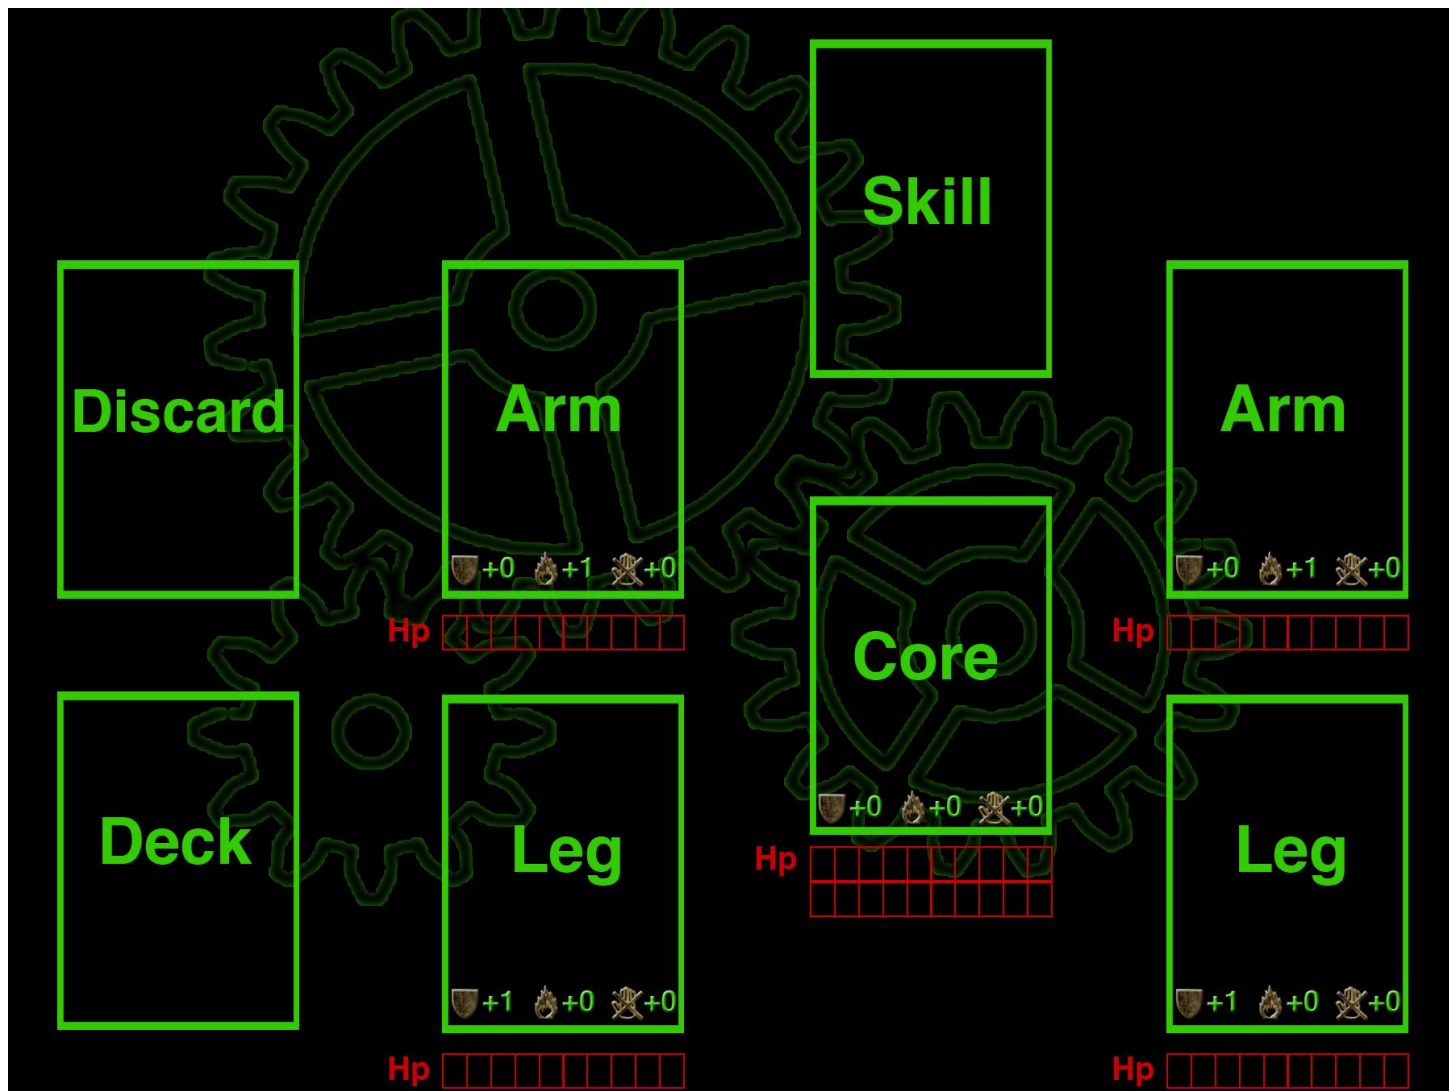 Skill
Discard
Arm
Arm
+0 +1 +0
+0 +1 +0
Hp
Hp
Core
+0 +0 +0
Hp
Deck
Leg
Leg
+1 +0 +0
+1 +0 +0
Hp
Hp